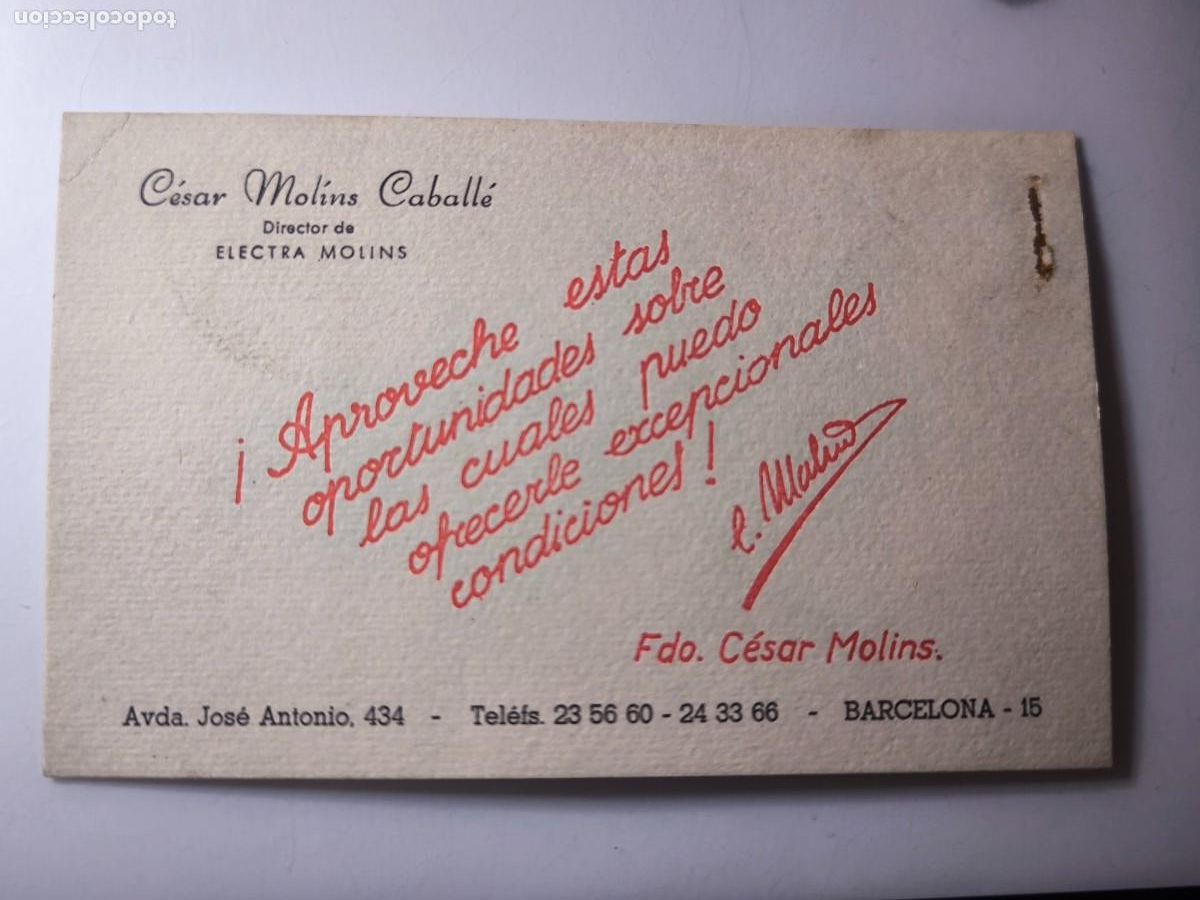 todocoleccion
César Molíns Caballé
Director de
ELECTRA MOLINS
¡ Aproveche estas
oportunidades sobre
las cuales puedo
ofrecerle excepcionales
condiciones !
C. Molins
Fdo. César Molins.
Avda. José Antonio, 434 - Teléfs. 23 56 60 - 24 33 66 - BARCELONA - 15